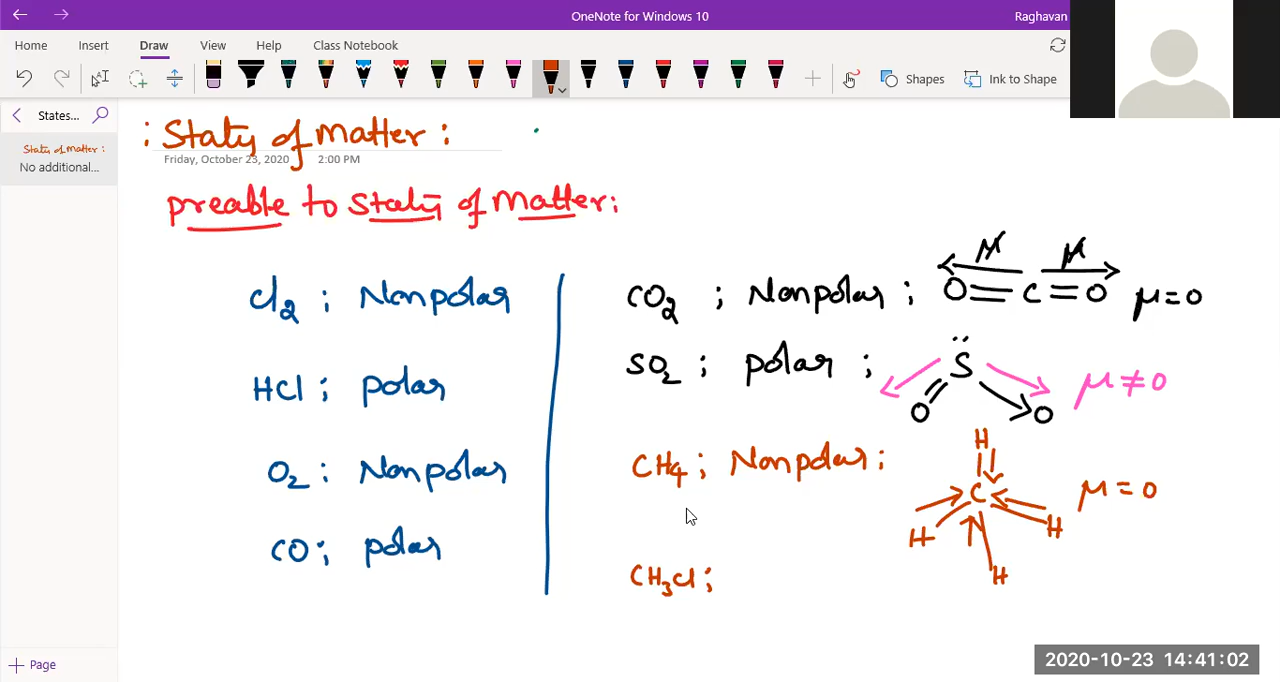 OneNote for Windows 10
Raghavan
Home Insert Draw View Help Class Notebook
Shapes Ink to Shape
States...
States of Matter :
No additional...
: States of Matter :
Friday, October 23, 2020 2:00 PM
preable to States of Matter :
Cl2 ; Nonpolar
HCl ; polar
O2 ; Nonpolar
CO ; polar
μ μ
CO2 ; Nonpolar ; O=C=O μ=0
SO2 ; polar ; S μ≠0
O O
H
CH4 ; Nonpolar ; C μ=0
H H
H
CH3Cl ;
Page
2020-10-23 14:41:02